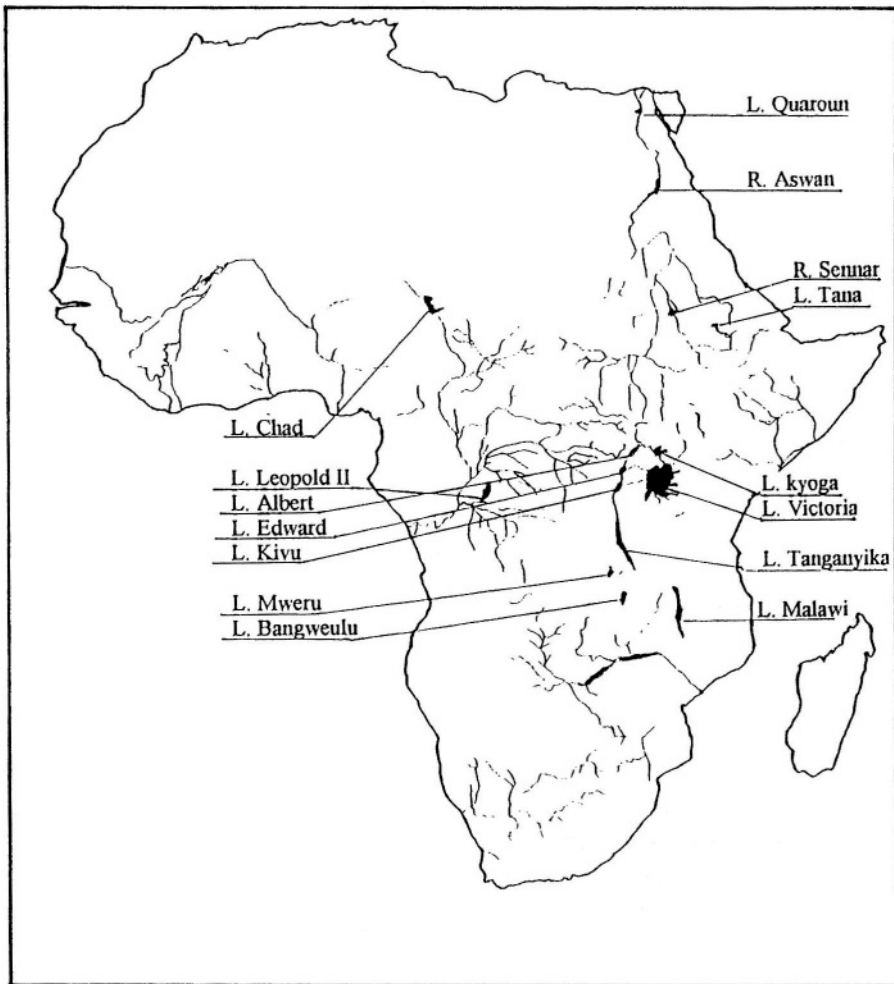 L. Quaroun
R. Aswan
R. Sennar
L. Tana
L. Chad
L. Leopold II
L. Albert
L. Edward
L. Kivu
L. kyoga
L. Victoria
L. Tanganyika
L. Mweru
L. Bangweulu
L. Malawi